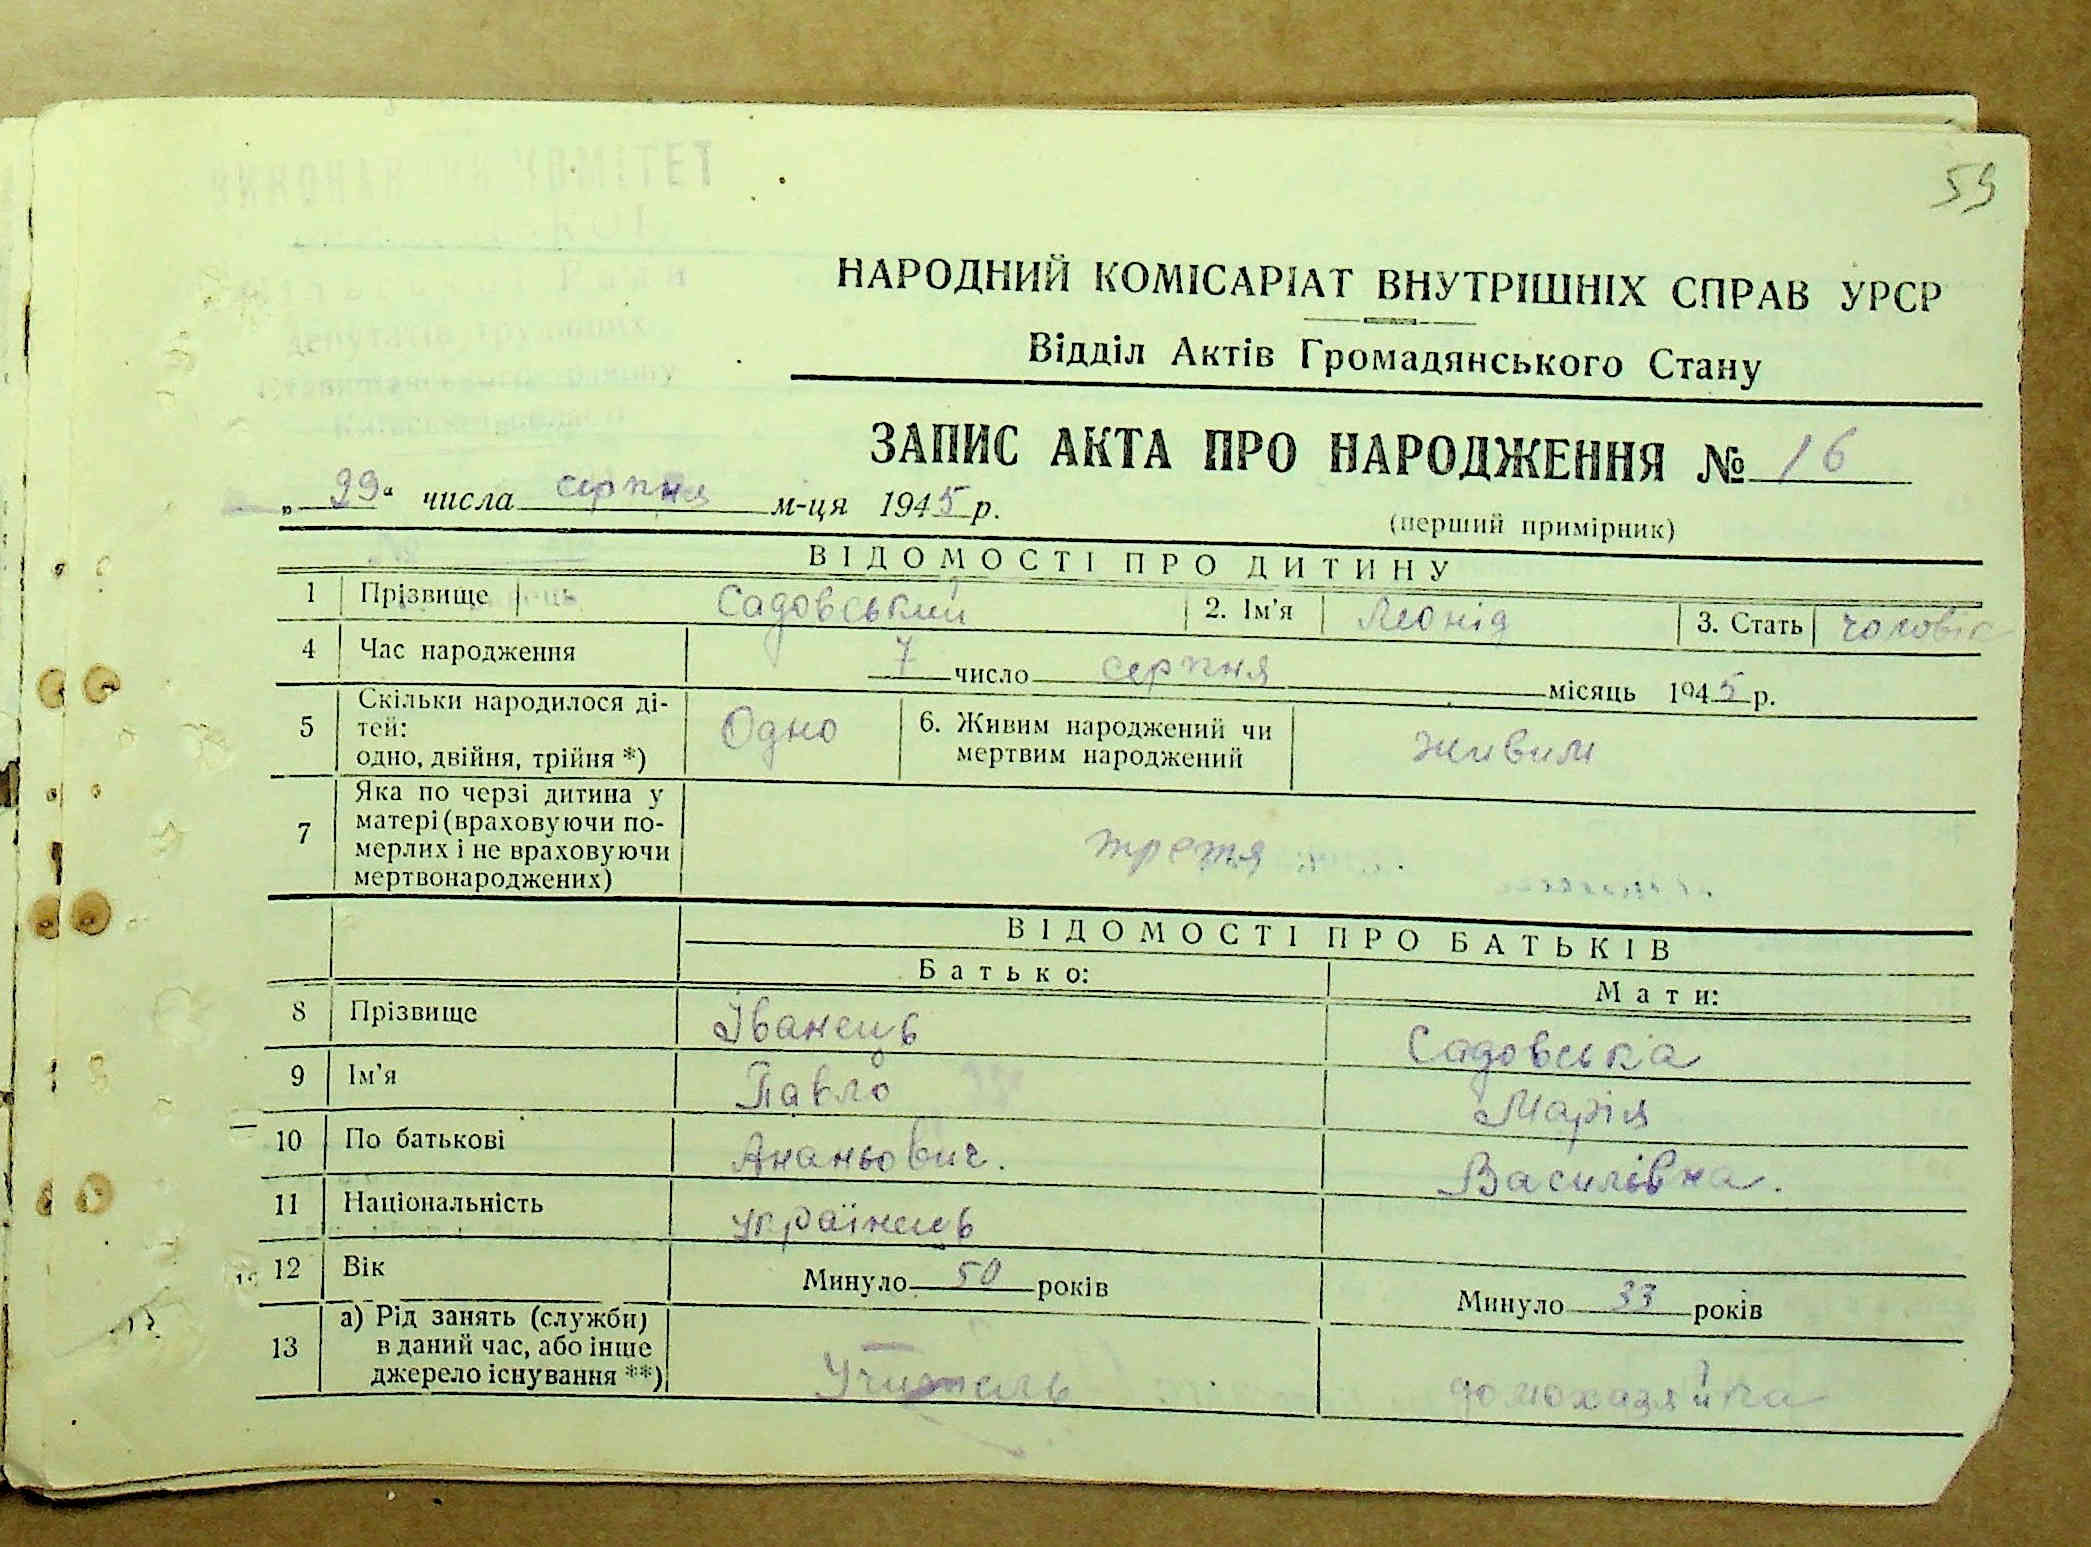 59
НАРОДНИЙ КОМІСАРІАТ ВНУТРІШНІХ СПРАВ УРСР
Відділ Актів Громадянського Стану
ЗАПИС АКТА ПРО НАРОДЖЕННЯ № 16
„29“ числа серпня м-ця 1945 р.
(перший примірник)
ВІДОМОСТІ ПРО ДИТИНУ
1 Прізвище Садовський 2. Ім'я Леонід 3. Стать чоловік
4 Час народження 7 число серпня місяць 1945 р.
5 Скільки народилося ді-
тей:
одно, двійня, трійня *) Одно 6. Живим народжений чи
мертвим народжений живим
7 Яка по черзі дитина у
матері (враховуючи по-
мерлих і не враховуючи
мертвонароджених) третя
ВІДОМОСТІ ПРО БАТЬКІВ
Батько: Мати:
8 Прізвище Іванець Садовська
9 Ім'я Павло Марія
10 По батькові Ананьович. Василівна.
11 Національність українець
12 Вік Минуло 50 років Минуло 33 років
13 а) Рід занять (служби)
в даний час, або інше
джерело існування **) Учитель домохазяйка